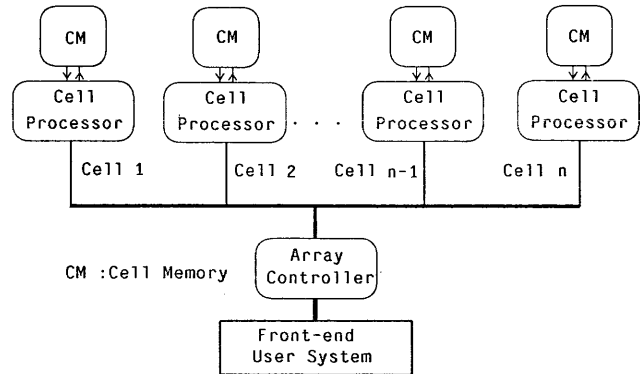 CM CM CM CM
Cell Cell Cell Cell
Processor Processor . . . Processor Processor
Cell 1 Cell 2 Cell n-1 Cell n
Array
CM :Cell Memory Controller
Front-end
User System